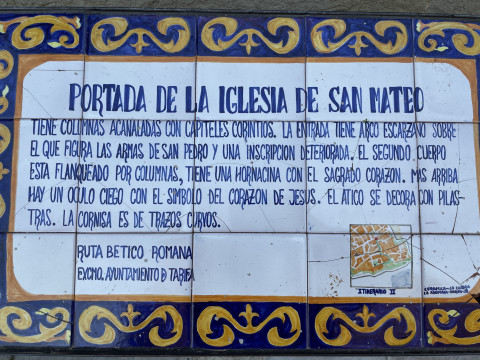 PORTADA DE LA IGLESIA DE SAN MATEO
TIENE COLUMNAS ACANALADAS CON CAPITELES CORINTIOS. LA ENTRADA TIENE ARCO ESCARZANO SOBRE
EL QUE FIGURA LAS ARMAS DE SAN PEDRO Y UNA INSCRIPCION DETERIORADA. EL SEGUNDO CUERPO
ESTA FLANQUEADO POR COLUMNAS, TIENE UNA HORNACINA CON EL SAGRADO CORAZON. MAS ARRIBA
HAY UN OCULO CIEGO CON EL SIMBOLO DEL CORAZON DE JESUS. EL ATICO SE DECORA CON PILAS-
TRAS. LA CORNISA ES DE TRAZOS CURVOS.
RUTA BETICO ROMANA
EXCMO. AYUNTAMIENTO D TARIFA
ITINERARIO II